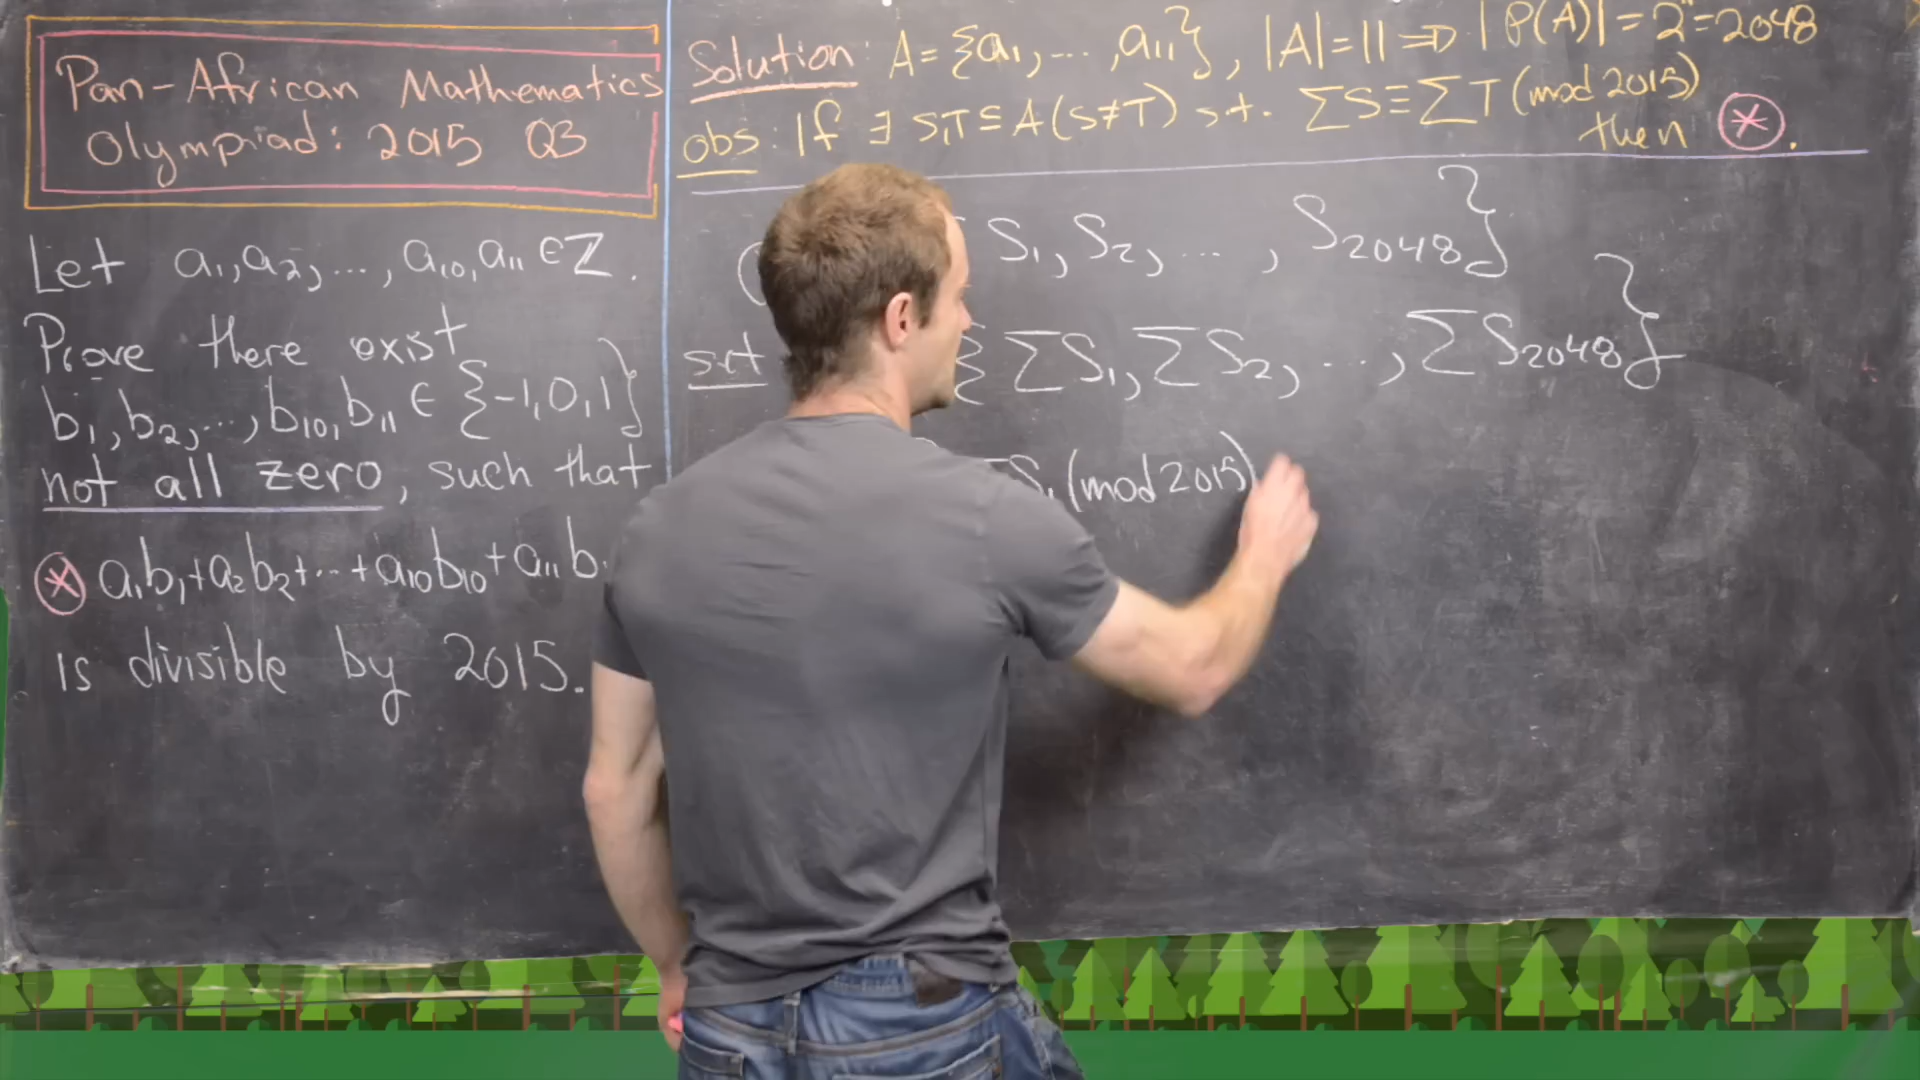 Pan-African Mathematics
Olympiad: 2015 Q3
Let a₁,a₂,...,a₁₀,a₁₁ ∈ ℤ.
Prove there exist
b₁,b₂,...,b₁₀,b₁₁ ∈ {-1,0,1}
not all zero, such that
⊛ a₁b₁+a₂b₂+...+a₁₀b₁₀+a₁₁b
is divisible by 2015.
Solution: A={a₁,...,a₁₁}, |A|=11 ⇒ |P(A)|=2¹¹=2048
obs: If ∃ S,T⊆A(S≠T) s.t. ΣS≡ΣT (mod 2015)
then ⊛.
S₁,S₂,...,S₂₀₄₈}
set {ΣS₁,ΣS₂,...,ΣS₂₀₄₈}
S₁(mod 2015)